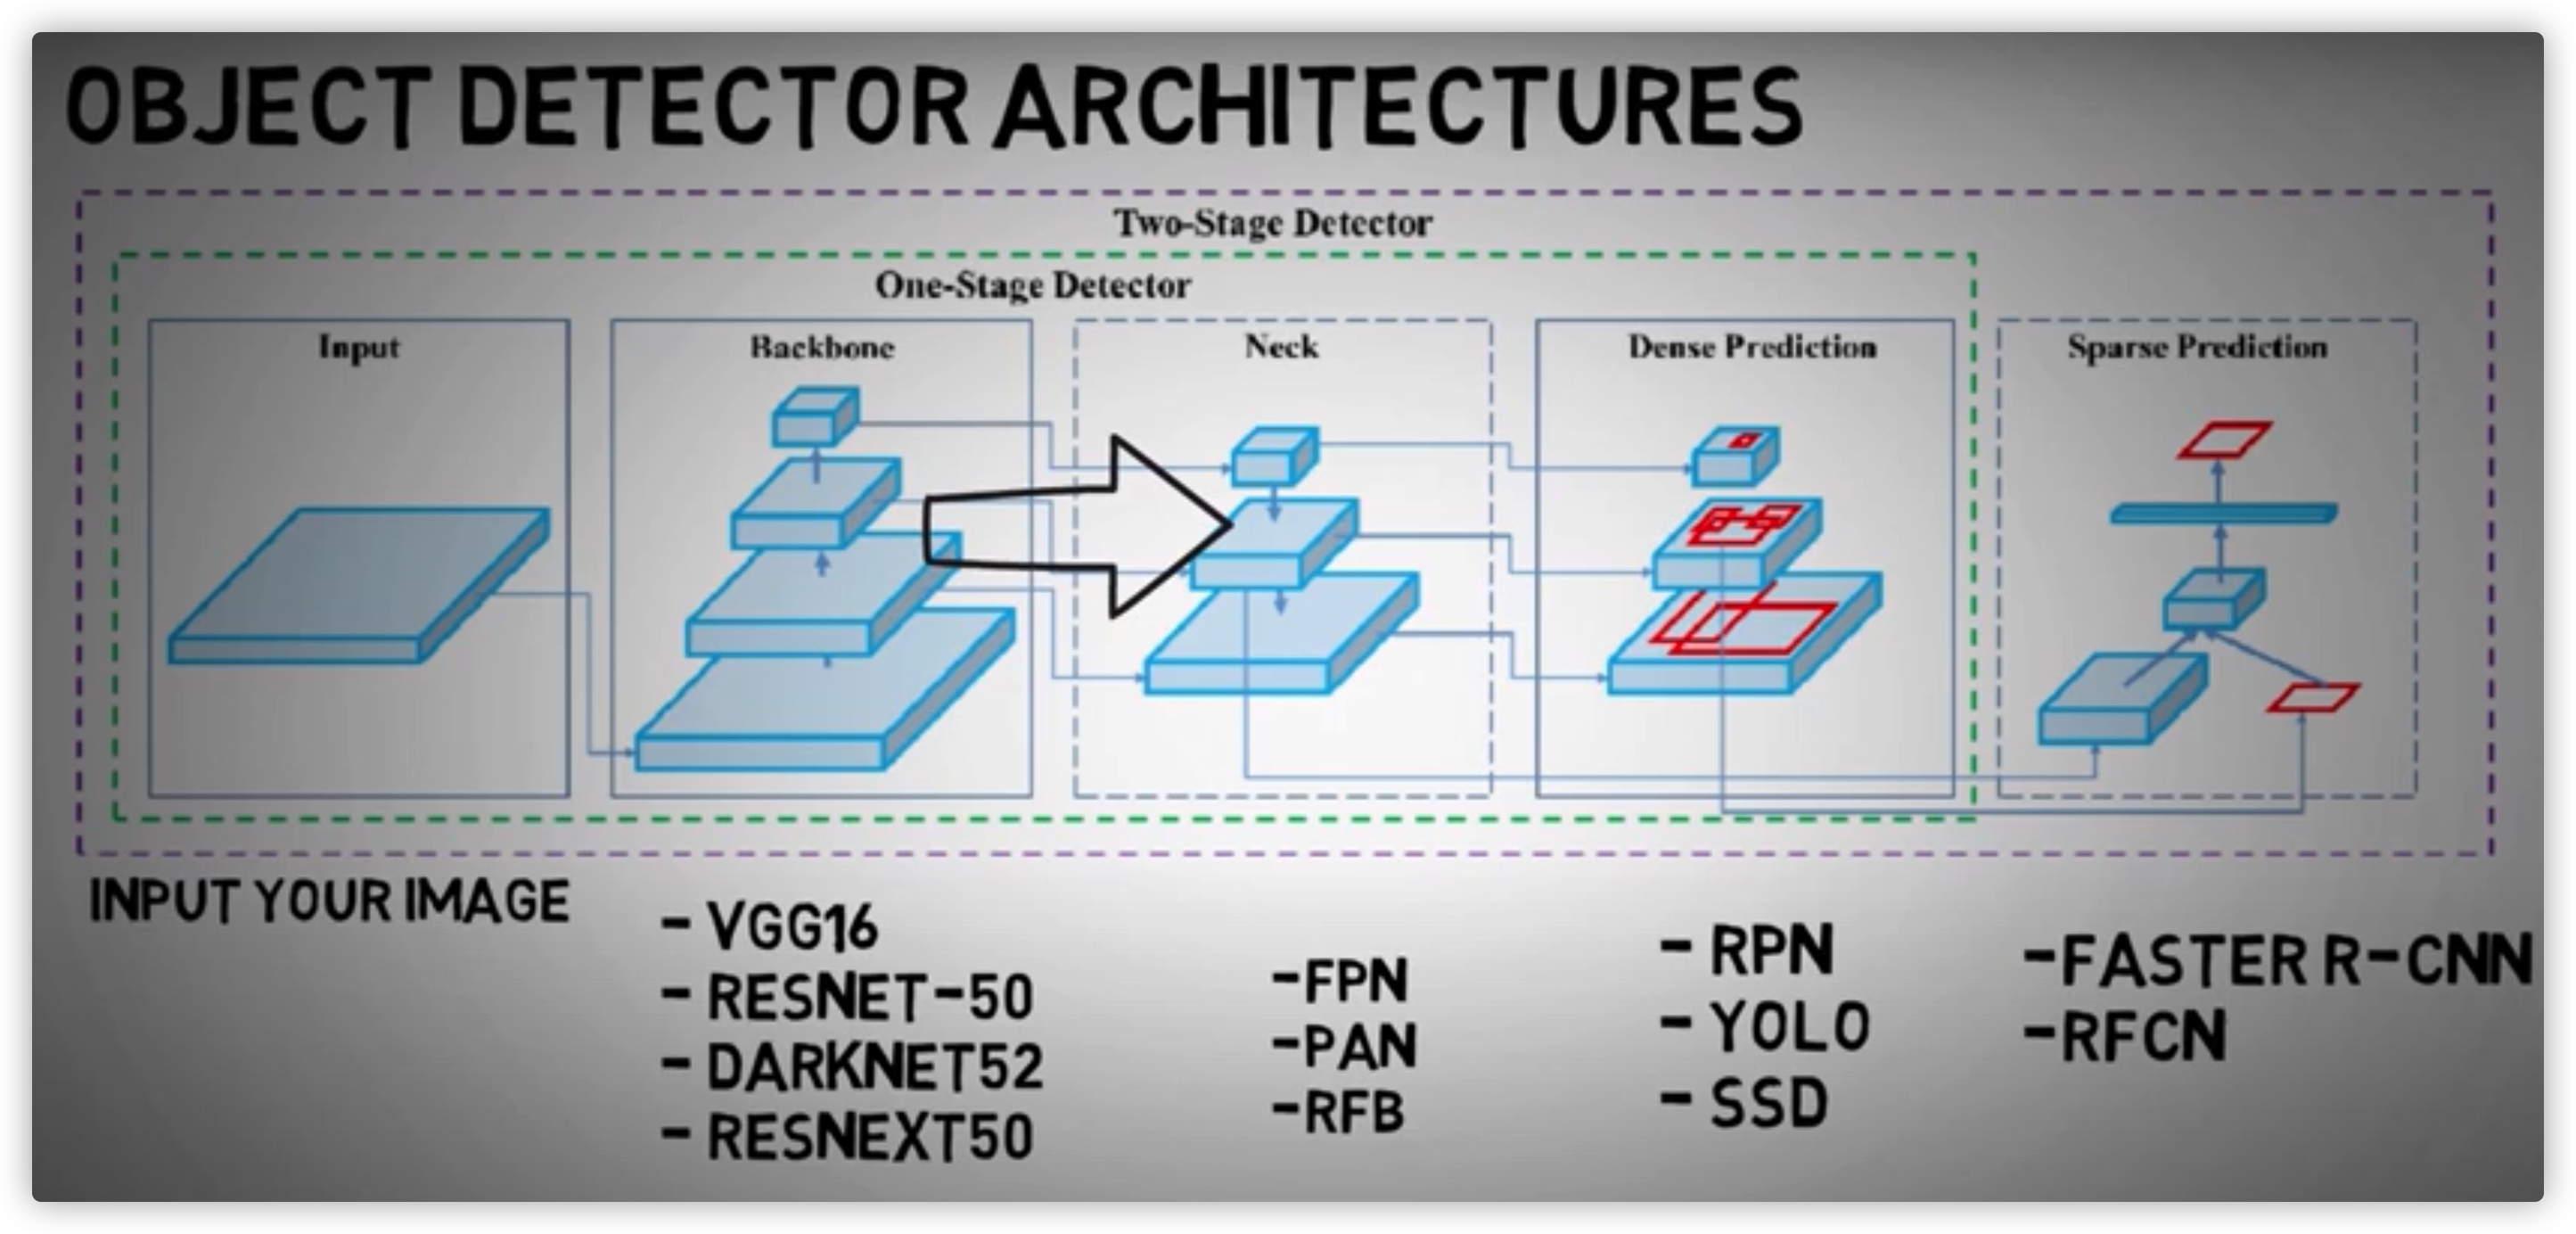 OBJECT DETECTOR ARCHITECTURES
Two-Stage Detector
One-Stage Detector
Input
Backbone
Neck
Dense Prediction
Sparse Prediction
INPUT YOUR IMAGE
- VGG16
- RESNET-50
- DARKNET52
- RESNEXT50
-FPN
-PAN
-RFB
- RPN
- YOLO
- SSD
-FASTER R-CNN
-RFCN